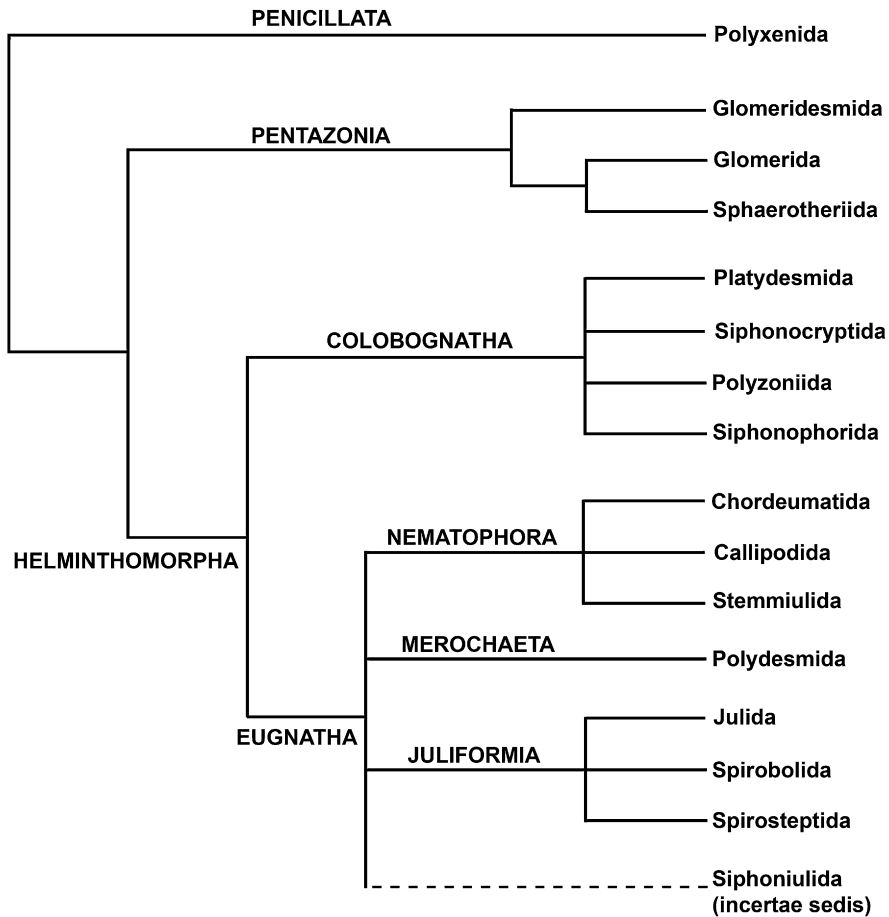 PENICILLATA
Polyxenida
Glomeridesmida
PENTAZONIA
Glomerida
Sphaerotheriida
Platydesmida
Siphonocryptida
COLOBOGNATHA
Polyzoniida
Siphonophorida
Chordeumatida
NEMATOPHORA
Callipodida
HELMINTHOMORPHA
Stemmiulida
MEROCHAETA
Polydesmida
Julida
EUGNATHA
JULIFORMIA
Spirobolida
Spirosteptida
Siphoniulida
(incertae sedis)